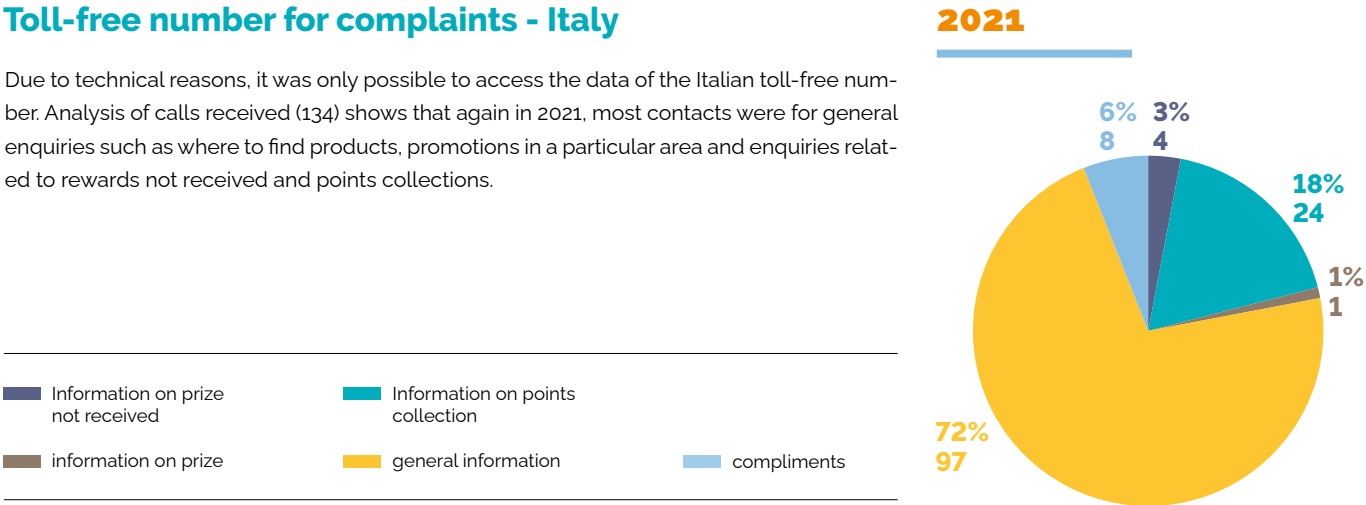 Toll-free number for complaints - Italy
Due to technical reasons, it was only possible to access the data of the Italian toll-free num-
ber. Analysis of calls received (134) shows that again in 2021, most contacts were for general
enquiries such as where to find products, promotions in a particular area and enquiries relat-
ed to rewards not received and points collections.
Information on prize
not received
Information on points
collection
information on prize
general information
compliments
2021
6%
8
3%
4
18%
24
1%
1
72%
97